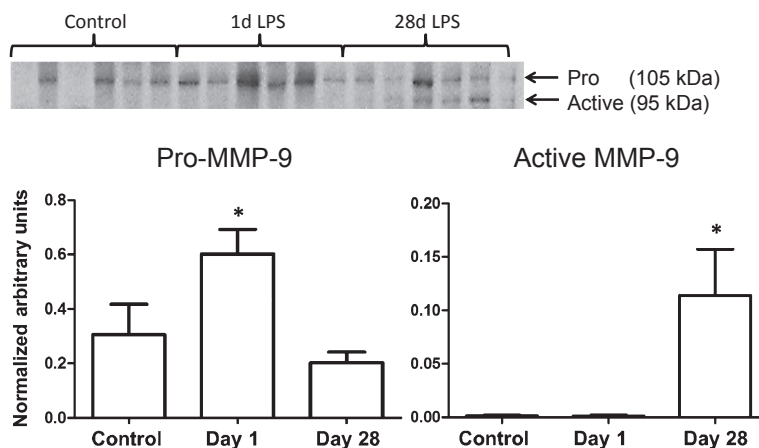 Control 1d LPS 28d LPS
Pro (105 kDa)
Active (95 kDa)
Pro-MMP-9
Normalized arbitrary units
0.8
0.6
0.4
0.2
0.0
*
Control Day 1 Day 28
Active MMP-9
0.20
0.15
0.10
0.05
0.00
*
Control Day 1 Day 28